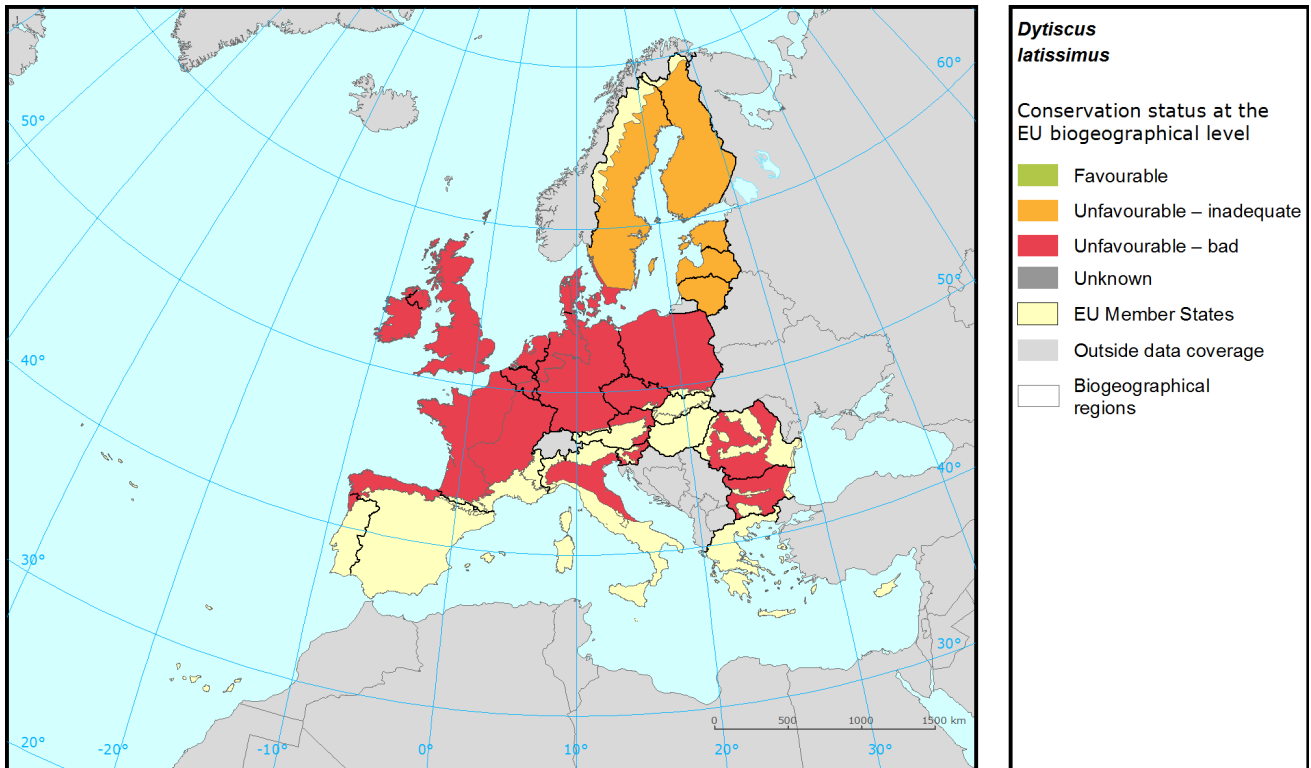 Dytiscus
latissimus
Conservation status at the
EU biogeographical level
Favourable
Unfavourable – inadequate
Unfavourable – bad
Unknown
EU Member States
Outside data coverage
Biogeographical
regions
60°
50°
50°
40°
40°
30°
30°
20°
-20°
-10°
0°
10°
20°
30°
0 500 1000 1500 km